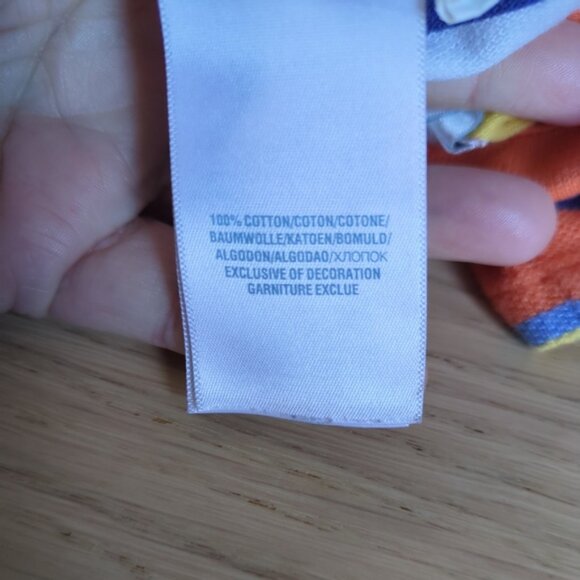 100% COTTON/COTON/COTONE/
BAUMWOLLE/KATOEN/BOMULD/
ALGODON/ALGODAO/ХЛОПОК
EXCLUSIVE OF DECORATION
GARNITURE EXCLUE